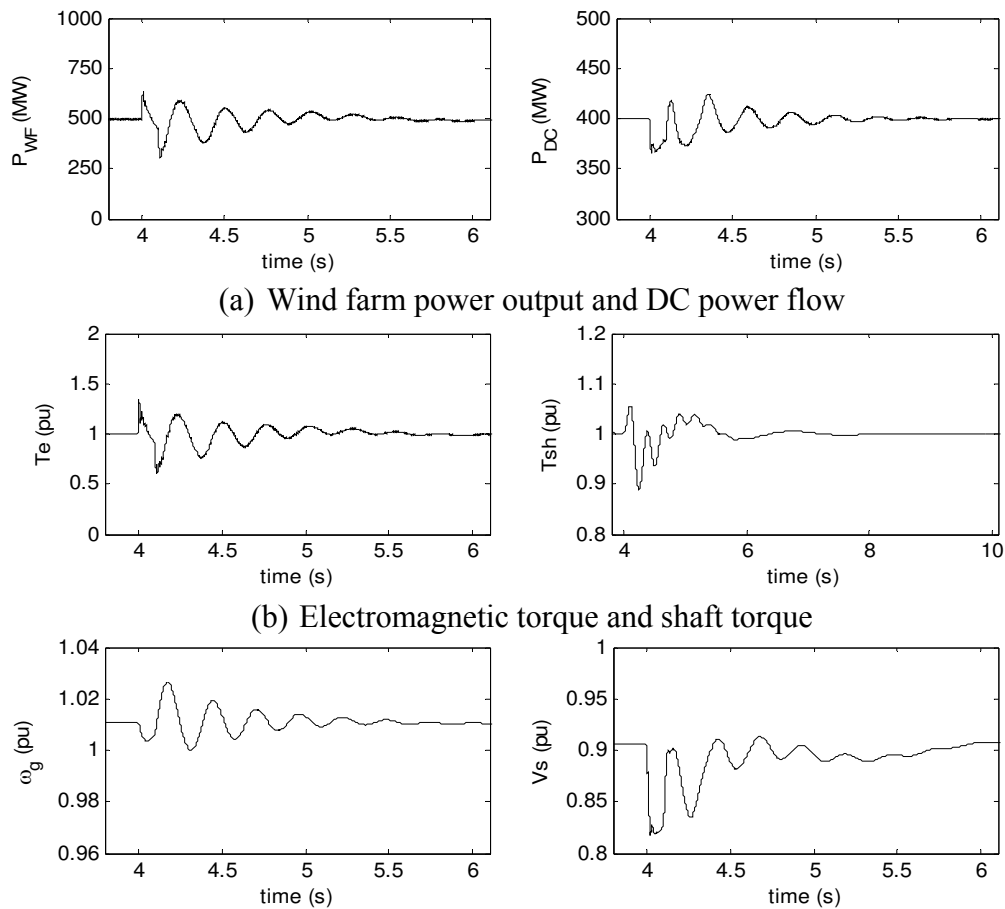 1000
750
500
250
0
P_WF (MW)
4 4.5 5 5.5 6
time (s)
500
450
400
350
300
P_DC (MW)
4 4.5 5 5.5 6
time (s)
(a) Wind farm power output and DC power flow
2
1.5
1
0.5
0
Te (pu)
4 4.5 5 5.5 6
time (s)
1.2
1.1
1
0.9
0.8
Tsh (pu)
4 6 8 10
time (s)
(b) Electromagnetic torque and shaft torque
1.04
1.02
1
0.98
0.96
ω_g (pu)
4 4.5 5 5.5 6
time (s)
1
0.95
0.9
0.85
0.8
Vs (pu)
4 4.5 5 5.5 6
time (s)